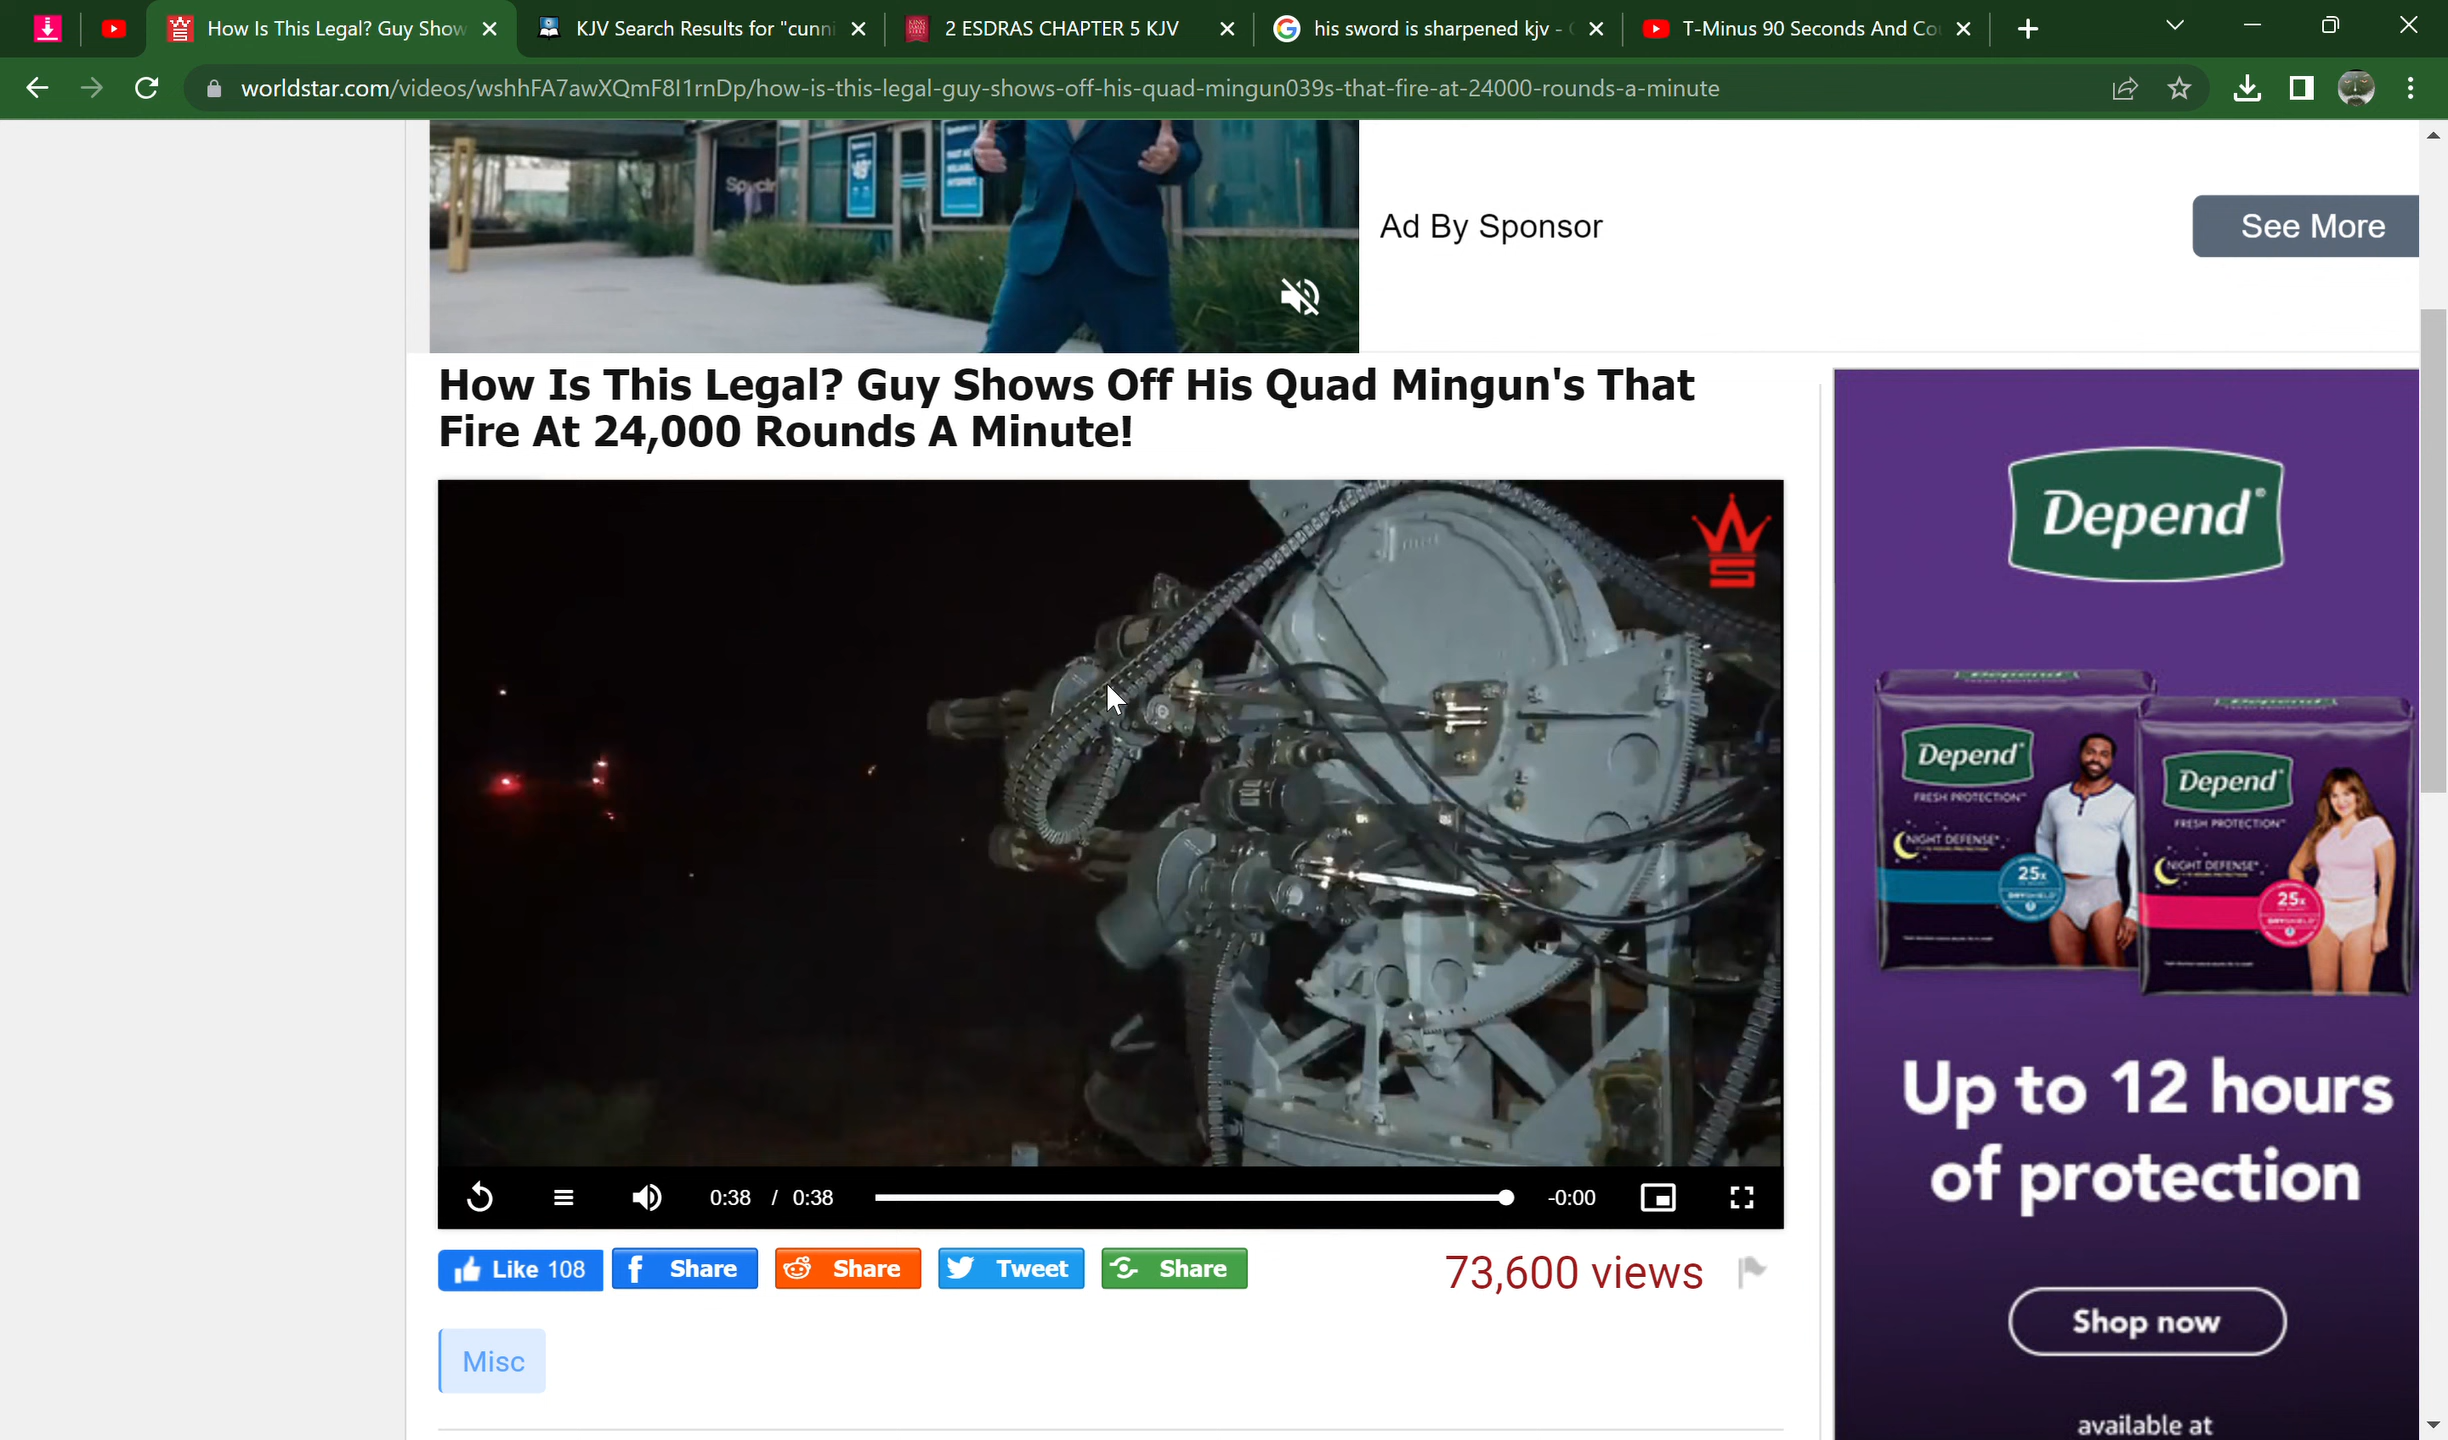 How Is This Legal? Guy Show
KJV Search Results for "cunni
2 ESDRAS CHAPTER 5 KJV
his sword is sharpened kjv -
T-Minus 90 Seconds And Co
worldstar.com/videos/wshhFA7awXQmF8I1rnDp/how-is-this-legal-guy-shows-off-his-quad-mingun039s-that-fire-at-24000-rounds-a-minute
Ad By Sponsor
See More
How Is This Legal? Guy Shows Off His Quad Mingun's That
Fire At 24,000 Rounds A Minute!
0:38 / 0:38
-0:00
Like 108
Share
Share
Tweet
Share
73,600 views
Misc
Depend®
Depend®
FRESH PROTECTION™
NIGHT DEFENSE®
25x
Depend®
FRESH PROTECTION™
NIGHT DEFENSE®
25x
Up to 12 hours
of protection
Shop now
available at